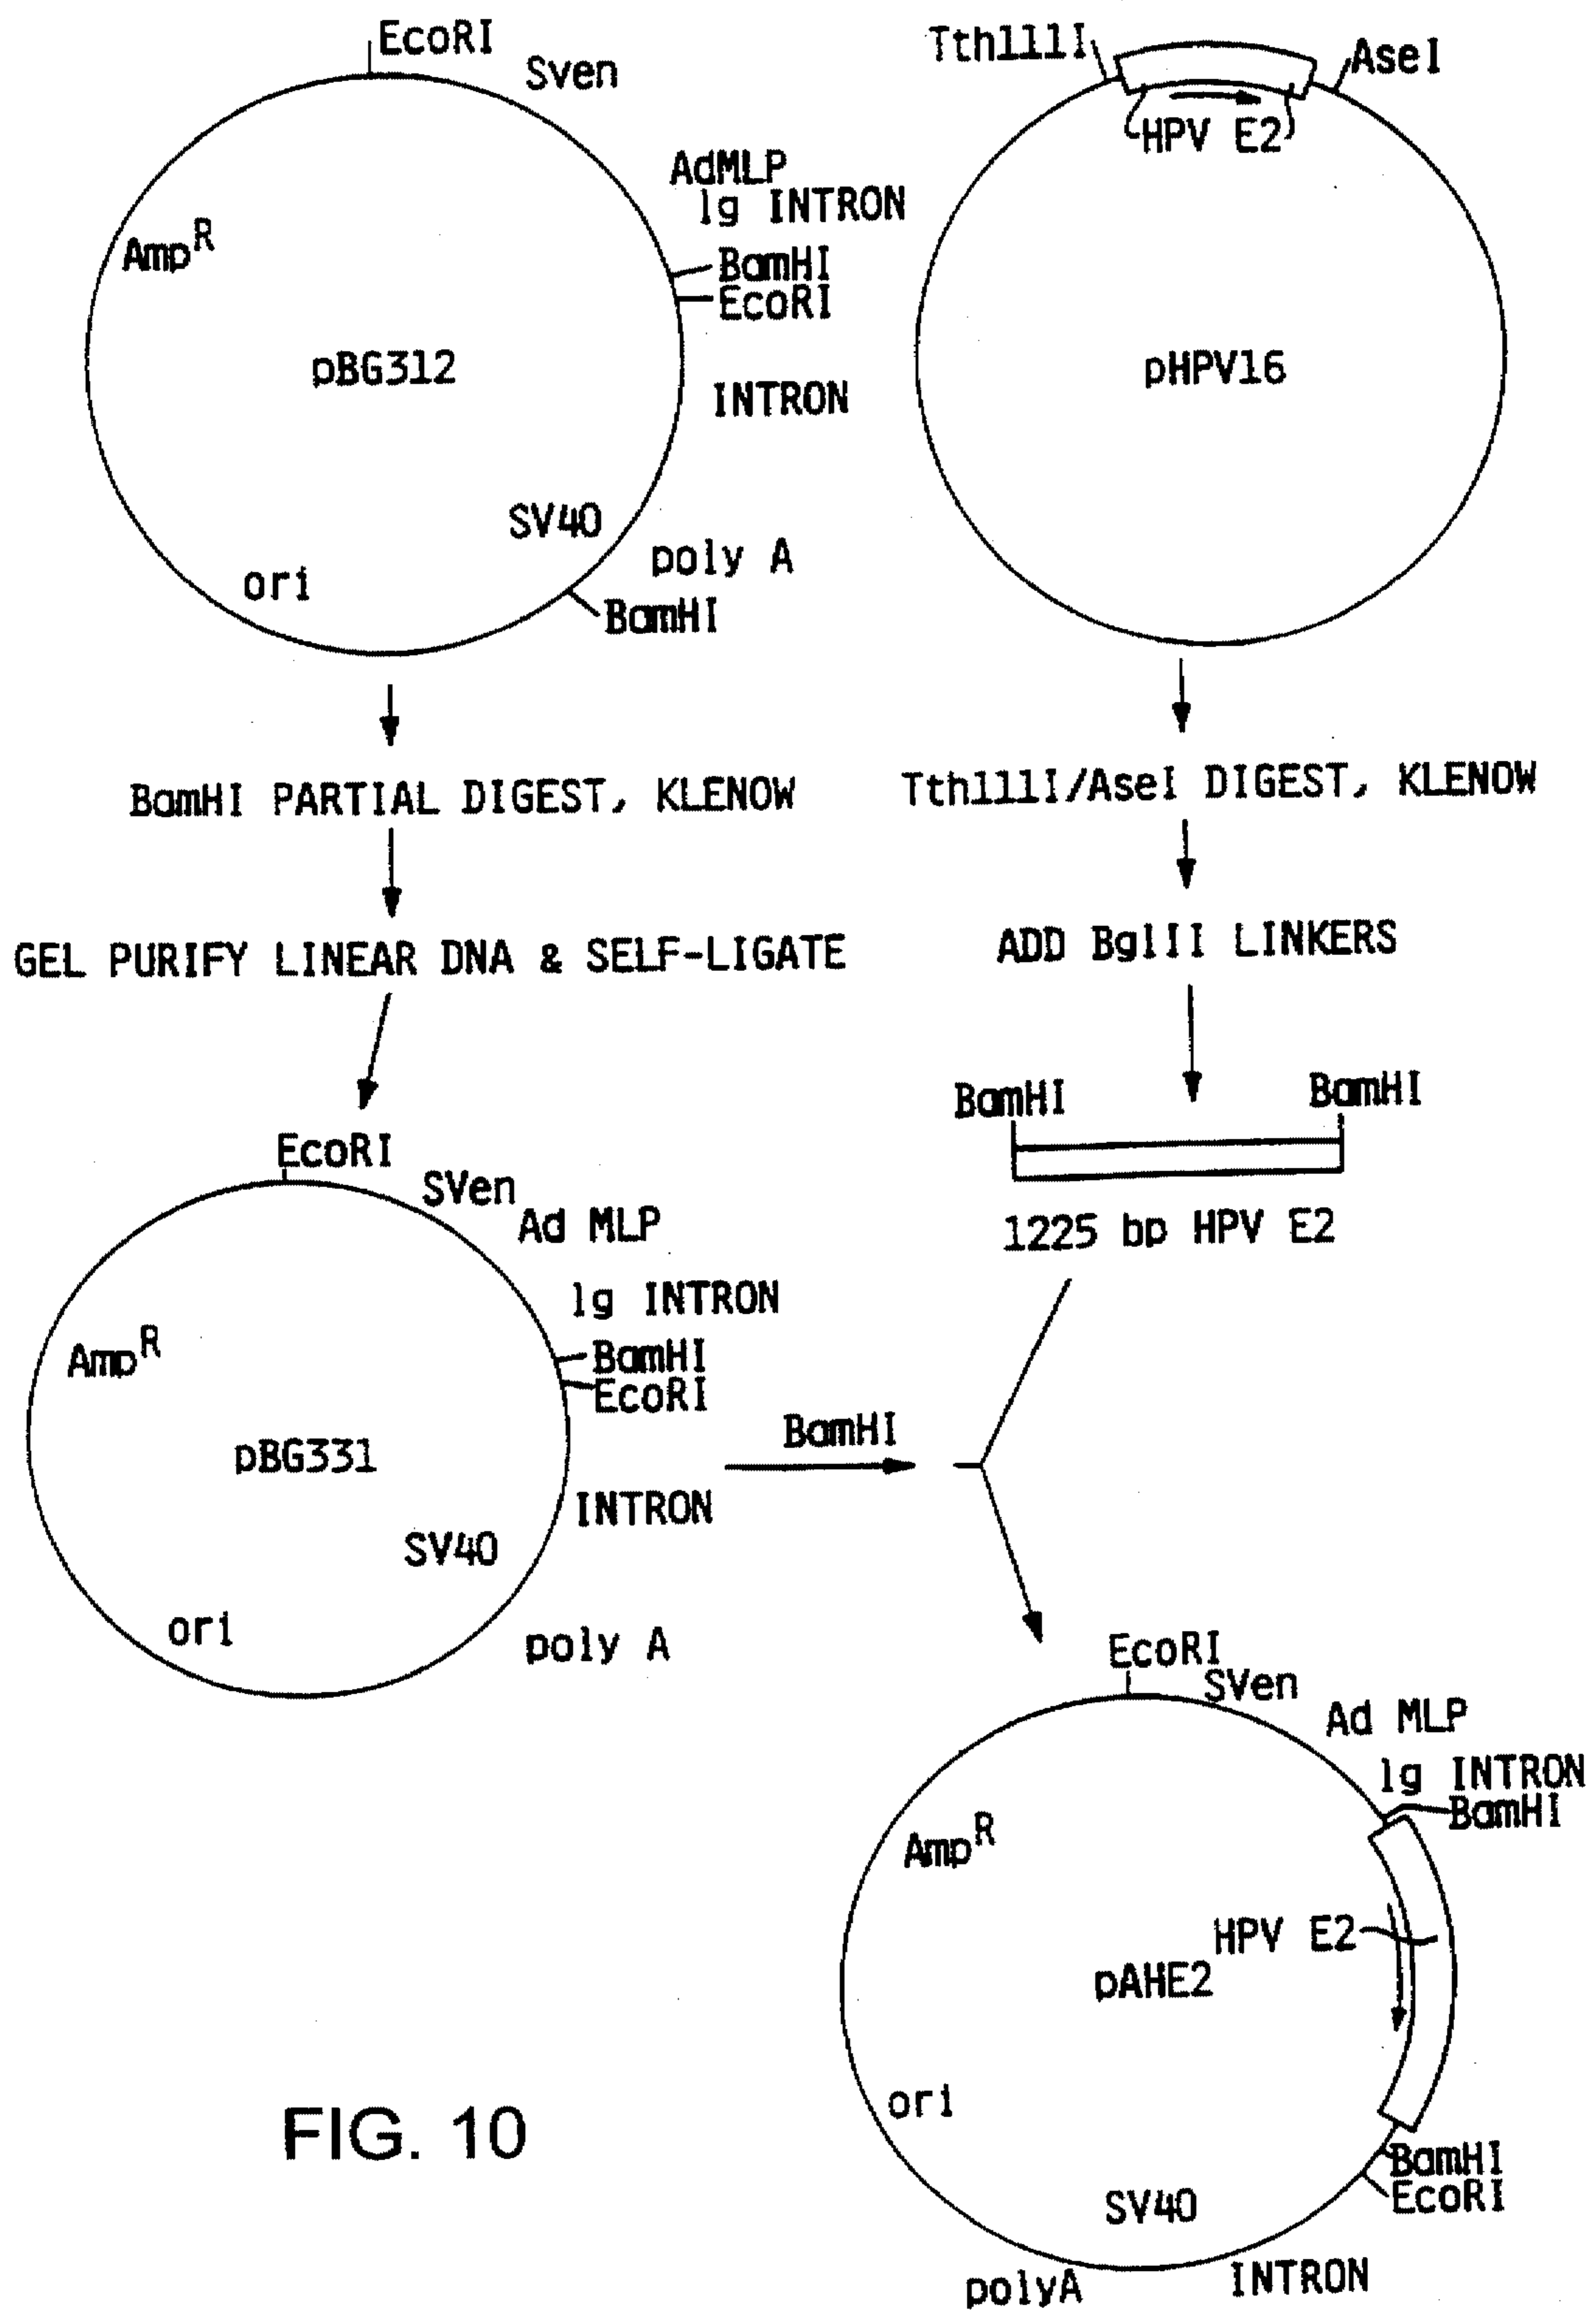 EcoRI
Sven
AdMLP
lg INTRON
BamHI
EcoRI
Amp^R
pBG312
INTRON
SV40
poly A
ori
BamHI
Tth111I
AseI
HPV E2
pHPV16
BamHI PARTIAL DIGEST, KLENOW
Tth111I/AseI DIGEST, KLENOW
GEL PURIFY LINEAR DNA & SELF-LIGATE
ADD BglII LINKERS
BamHI
BamHI
1225 bp HPV E2
EcoRI
SVen
Ad MLP
lg INTRON
BamHI
EcoRI
Amp^R
pBG331
INTRON
SV40
ori
poly A
BamHI
EcoRI
SVen
Ad MLP
lg INTRON
BamHI
Amp^R
HPV E2
pAHE2
ori
BamHI
EcoRI
SV40
polyA
INTRON
FIG. 10